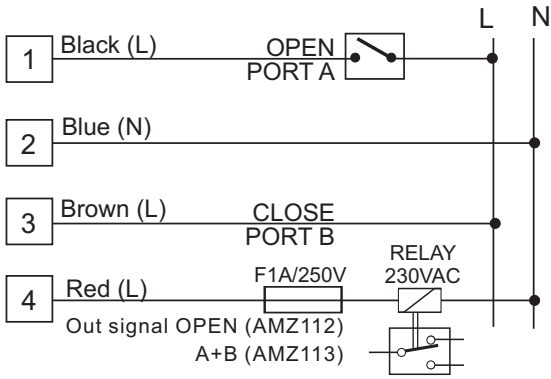 L N
1 Black (L) OPEN
PORT A
2 Blue (N)
3 Brown (L) CLOSE
PORT B
RELAY
4 Red (L) F1A/250V 230VAC
Out signal OPEN (AMZ112)
A+B (AMZ113)